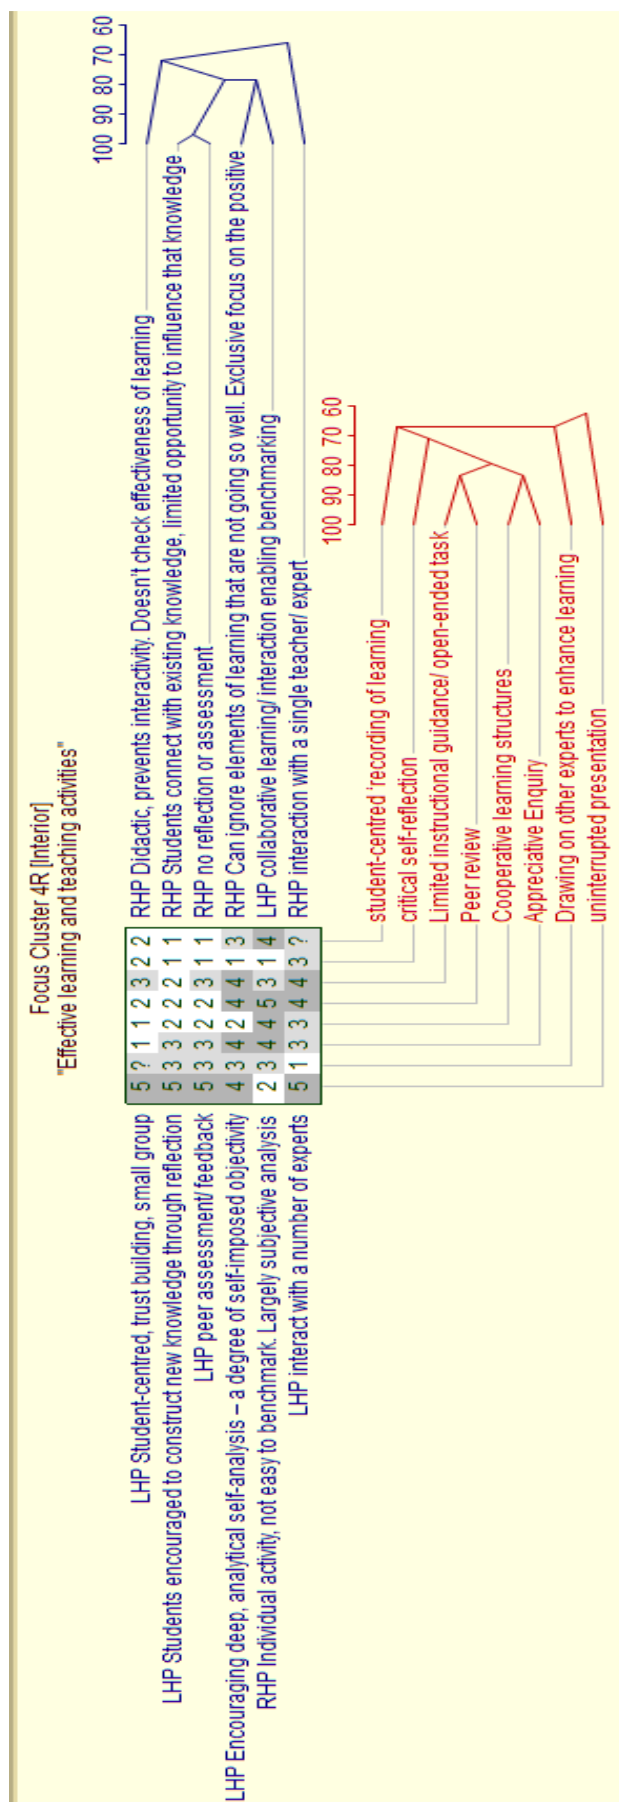 Focus Cluster 4R [Interior]
"Effective learning and teaching activities"
100 90 80 70 60
LHP Student-centred, trust building, small group 5 ? 1 1 2 3 2 2 RHP Didactic, prevents interactivity. Doesn't check effectiveness of learning
LHP Students encouraged to construct new knowledge through reflection 5 3 3 2 2 2 1 1 RHP Students connect with existing knowledge, limited opportunity to influence that knowledge
LHP peer assessment/ feedback 5 3 3 2 2 3 1 1 RHP no reflection or assessment
LHP Encouraging deep, analytical self-analysis – a degree of self-imposed objectivity 4 3 4 2 4 4 1 3 RHP Can ignore elements of learning that are not going so well. Exclusive focus on the positive
RHP Individual activity, not easy to benchmark. Largely subjective analysis 2 3 4 4 5 3 1 4 LHP collaborative learning/ interaction enabling benchmarking
LHP interact with a number of experts 5 1 3 3 4 4 3 ? RHP interaction with a single teacher/ expert
100 90 80 70 60
student-centred 'recording of learning
critical self-reflection
Limited instructional guidance/ open-ended task
Peer review
Cooperative learning structures
Appreciative Enquiry
Drawing on other experts to enhance learning
uninterrupted presentation